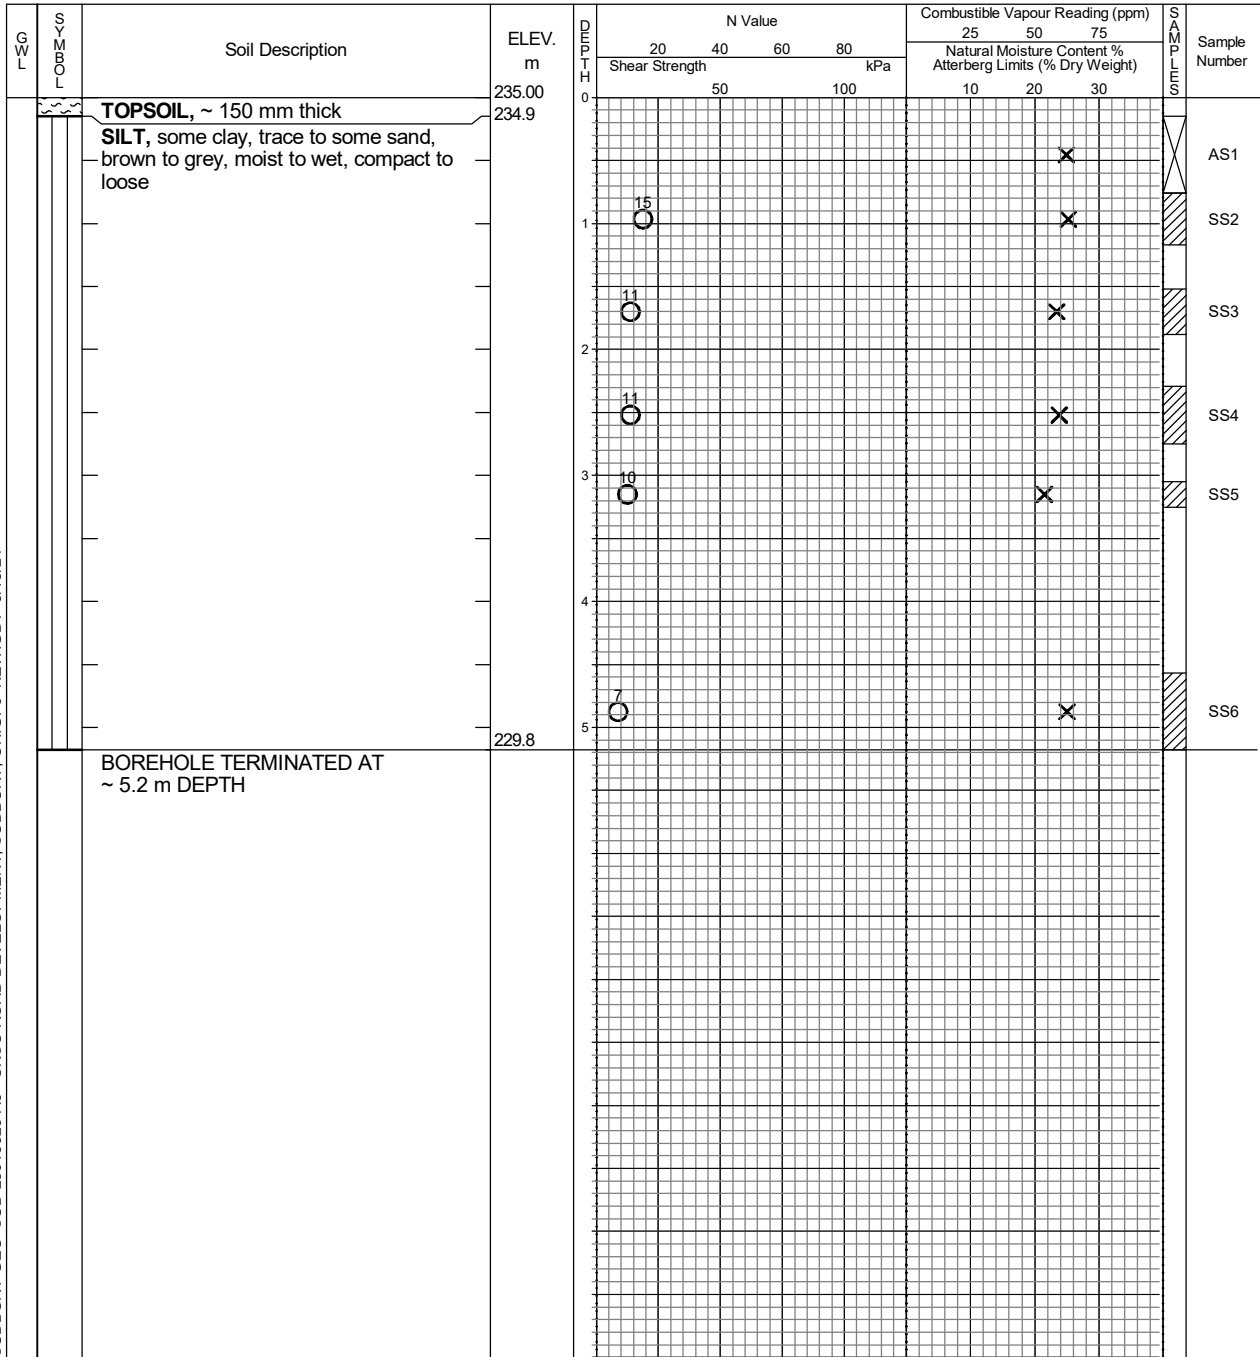 GWL
SYMBOL
Soil Description
ELEV.
m
DEPTH
N Value
20 40 60 80
Shear Strength kPa
50 100
Combustible Vapour Reading (ppm)
25 50 75
Natural Moisture Content %
Atterberg Limits (% Dry Weight)
10 20 30
SAMPLES
Sample
Number
235.00
0
TOPSOIL, ~ 150 mm thick
234.9
SILT, some clay, trace to some sand,
brown to grey, moist to wet, compact to
loose
AS1
15
1
SS2
11
SS3
2
11
SS4
3
10
SS5
4
7
SS6
5
229.8
BOREHOLE TERMINATED AT
~ 5.2 m DEPTH